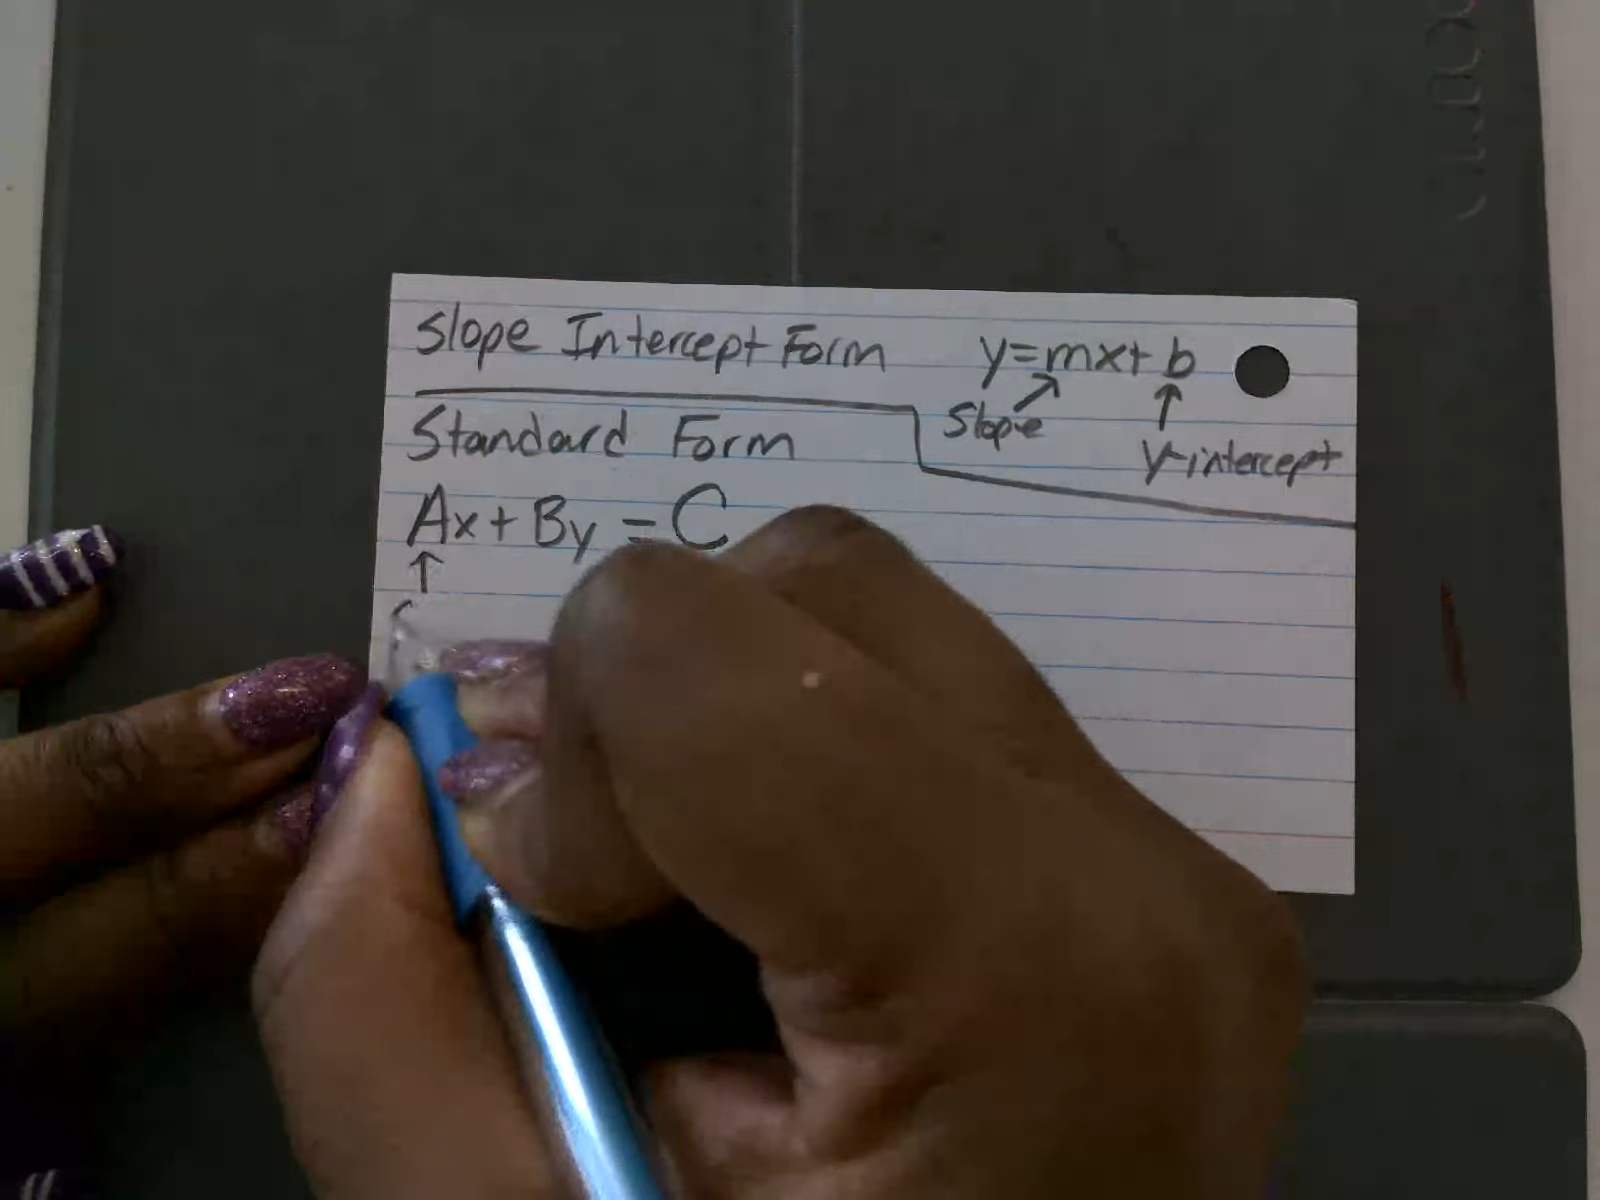 Slope Intercept Form y=mx+b
Slope
y-intercept
Standard Form
Ax + By = C